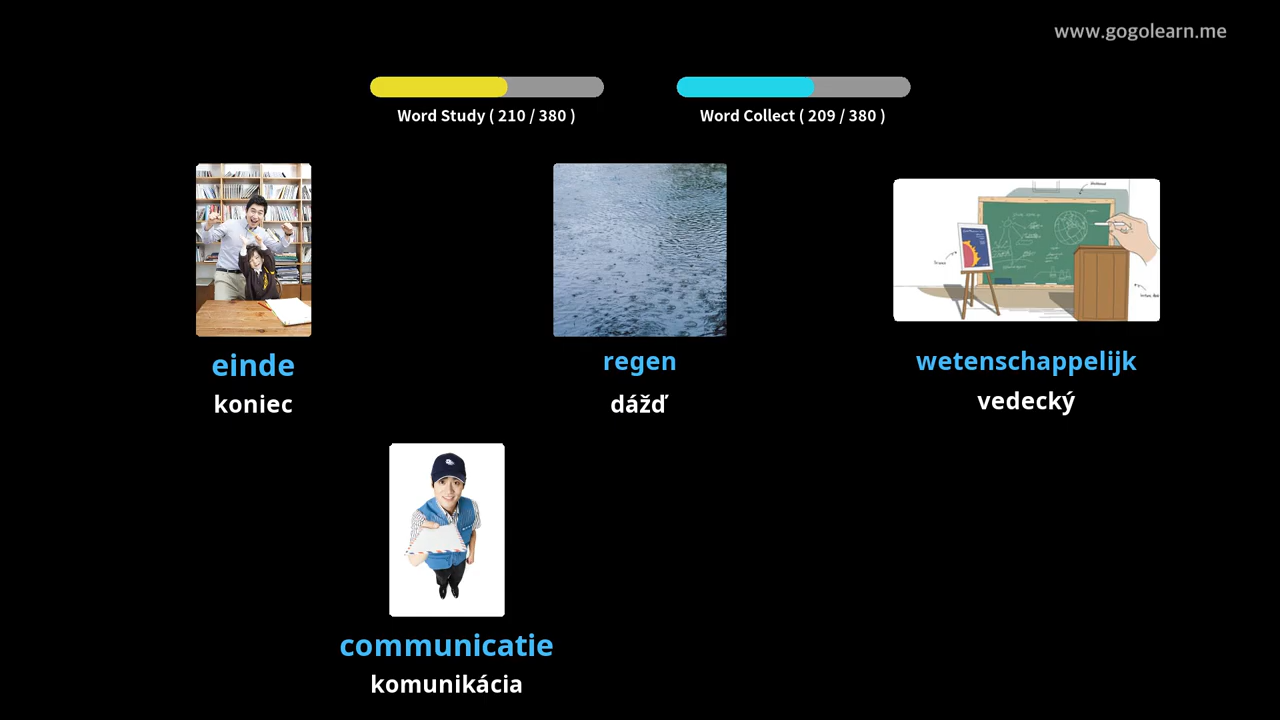 www.gogolearn.me
Word Study ( 210 / 380 )
Word Collect ( 209 / 380 )
einde
koniec
regen
dážď
wetenschappelijk
vedecký
communicatie
komunikácia